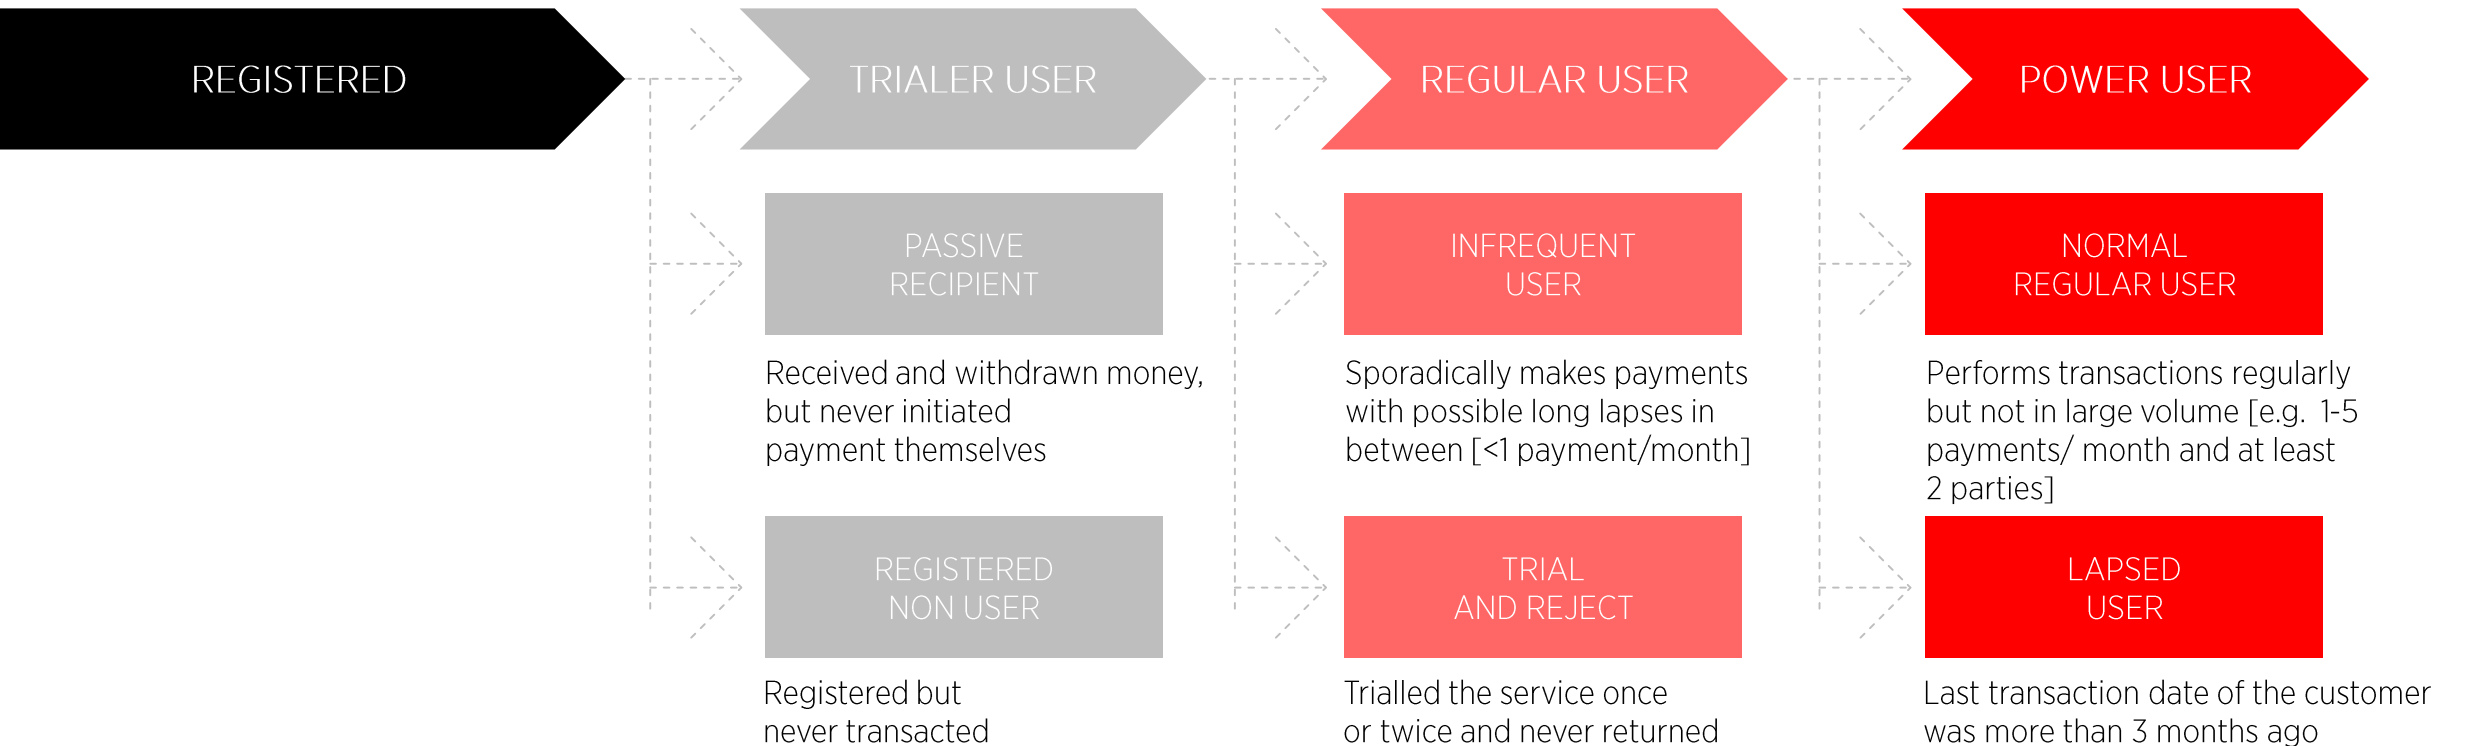 REGISTERED
TRIALER USER
REGULAR USER
POWER USER
PASSIVE
RECIPIENT
INFREQUENT
USER
NORMAL
REGULAR USER
Received and withdrawn money,
but never initiated
payment themselves
Sporadically makes payments
with possible long lapses in
between [<1 payment/month]
Performs transactions regularly
but not in large volume [e.g. 1-5
payments/ month and at least
2 parties]
REGISTERED
NON USER
TRIAL
AND REJECT
LAPSED
USER
Registered but
never transacted
Trialled the service once
or twice and never returned
Last transaction date of the customer
was more than 3 months ago